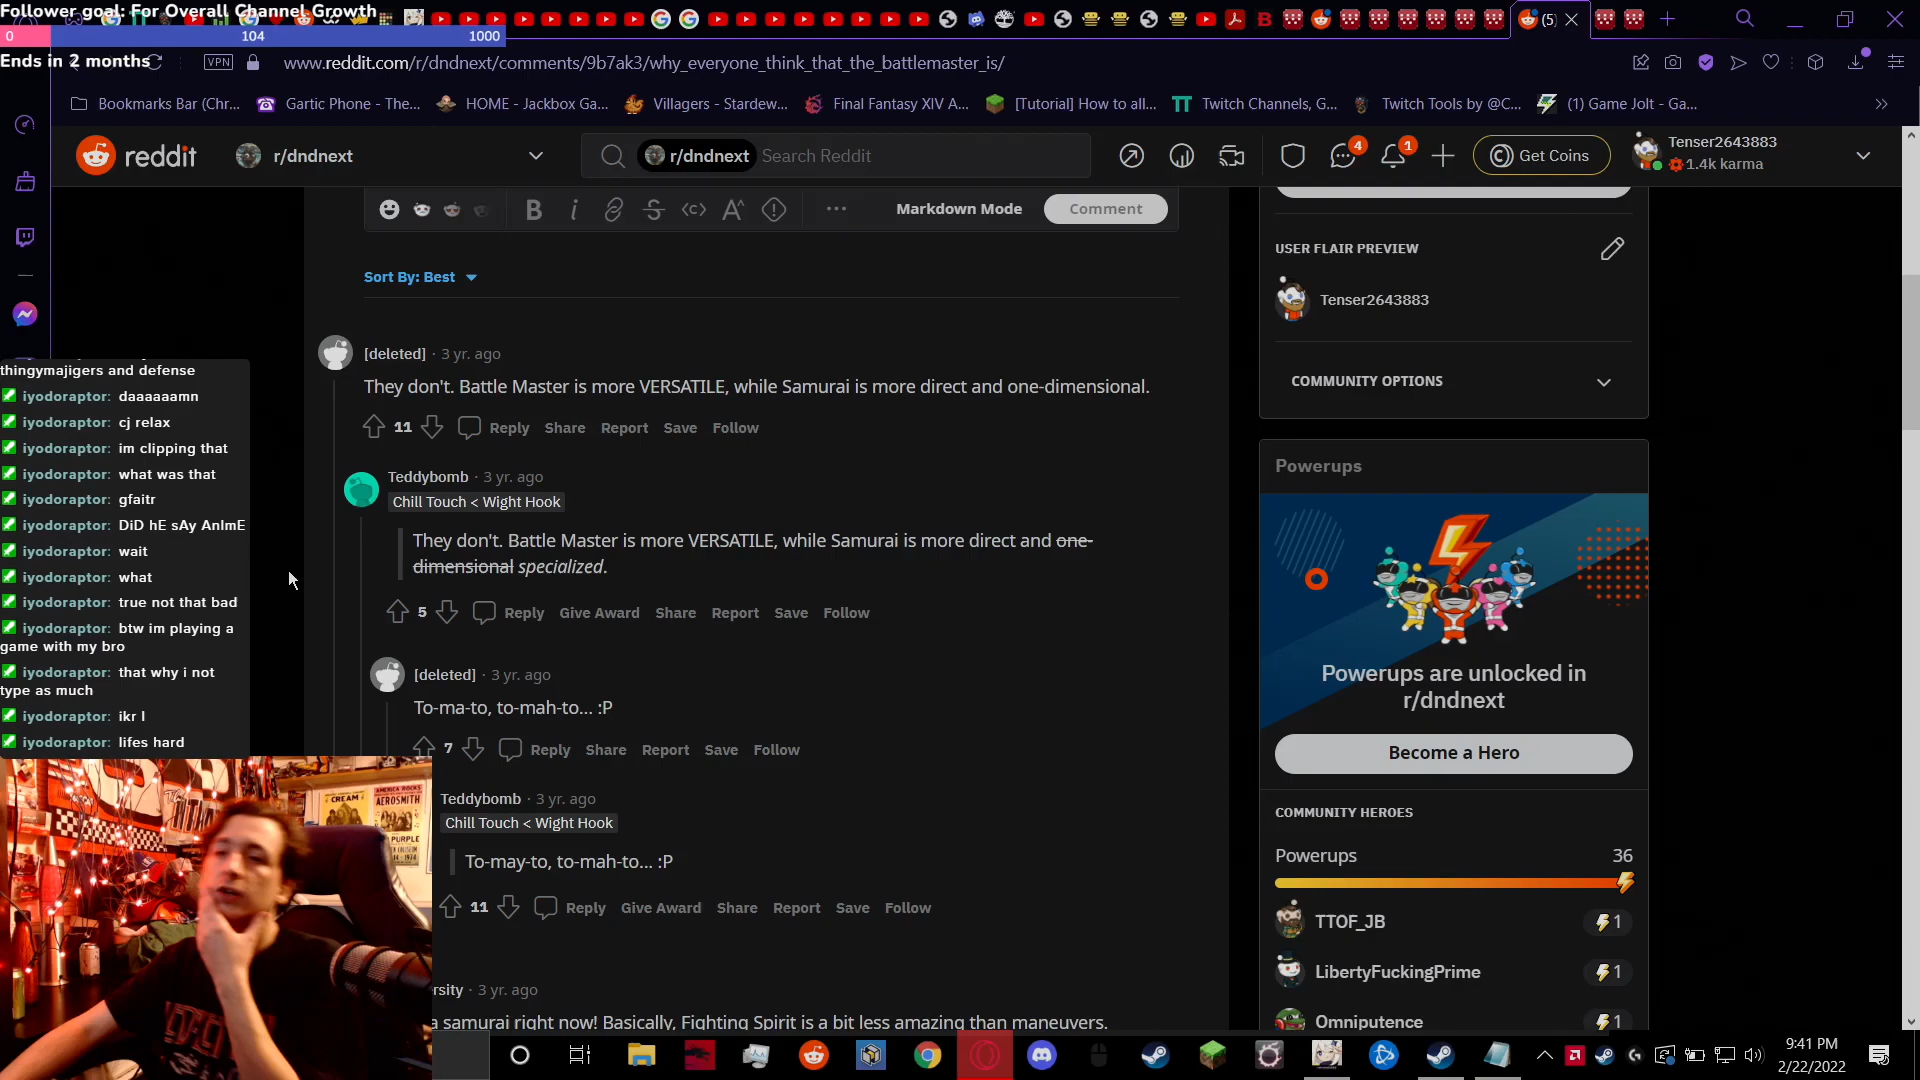 Follower goal: For Overall Channel Growth
0 104 1000
Ends in 2 months
(5)
VPN
www.reddit.com/r/dndnext/comments/9b7ak3/why_everyone_think_that_the_battlemaster_is/
Bookmarks Bar (Chr... Gartic Phone - The... HOME - Jackbox Ga... Villagers - Stardew... Final Fantasy XIV A... [Tutorial] How to all... Twitch Channels, G... Twitch Tools by @C... (1) Game Jolt - Ga...
reddit r/dndnext r/dndnext Search Reddit 4 1 Get Coins Tenser2643883
1.4k karma
Markdown Mode Comment
Sort By: Best
[deleted] · 3 yr. ago
They don't. Battle Master is more VERSATILE, while Samurai is more direct and one-dimensional.
11 Reply Share Report Save Follow
Teddybomb · 3 yr. ago
Chill Touch < Wight Hook
They don't. Battle Master is more VERSATILE, while Samurai is more direct and one-
dimensional specialized.
5 Reply Give Award Share Report Save Follow
[deleted] · 3 yr. ago
To-ma-to, to-mah-to... :P
7 Reply Share Report Save Follow
Teddybomb · 3 yr. ago
Chill Touch < Wight Hook
To-may-to, to-mah-to... :P
11 Reply Give Award Share Report Save Follow
rsity · 3 yr. ago
a samurai right now! Basically, Fighting Spirit is a bit less amazing than maneuvers.
USER FLAIR PREVIEW
Tenser2643883
COMMUNITY OPTIONS
Powerups
Powerups are unlocked in
r/dndnext
Become a Hero
COMMUNITY HEROES
Powerups 36
TTOF_JB 1
LibertyFuckingPrime 1
Omniputence 1
thingymajigers and defense
iyodoraptor: daaaaaamn
iyodoraptor: cj relax
iyodoraptor: im clipping that
iyodoraptor: what was that
iyodoraptor: gfaitr
iyodoraptor: DiD hE sAy AnImE
iyodoraptor: wait
iyodoraptor: what
iyodoraptor: true not that bad
iyodoraptor: btw im playing a
game with my bro
iyodoraptor: that why i not
type as much
iyodoraptor: ikr l
iyodoraptor: lifes hard
CREAM
AMERICA ROCKS
AEROSMITH
PURPLE
9:41 PM
2/22/2022